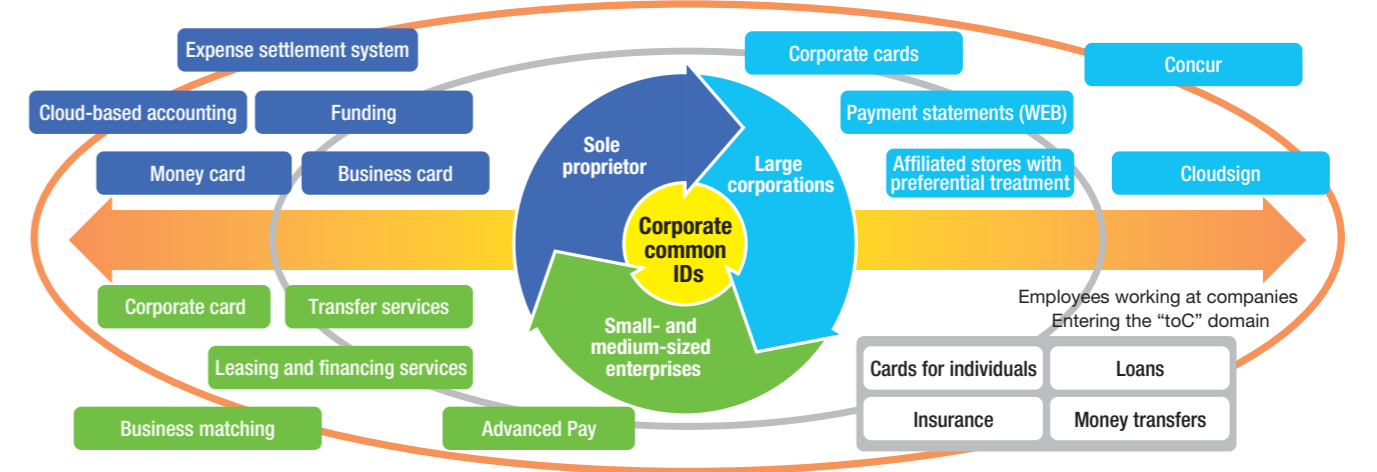 Expense settlement system
Corporate cards
Concur
Cloud-based accounting
Funding
Payment statements (WEB)
Money card
Business card
Affiliated stores with
preferential treatment
Cloudsign
Sole
proprietor
Large
corporations
Corporate
common
IDs
Small- and
medium-sized
enterprises
Corporate card
Transfer services
Leasing and financing services
Business matching
Advanced Pay
Employees working at companies
Entering the “toC” domain
Cards for individuals
Loans
Insurance
Money transfers